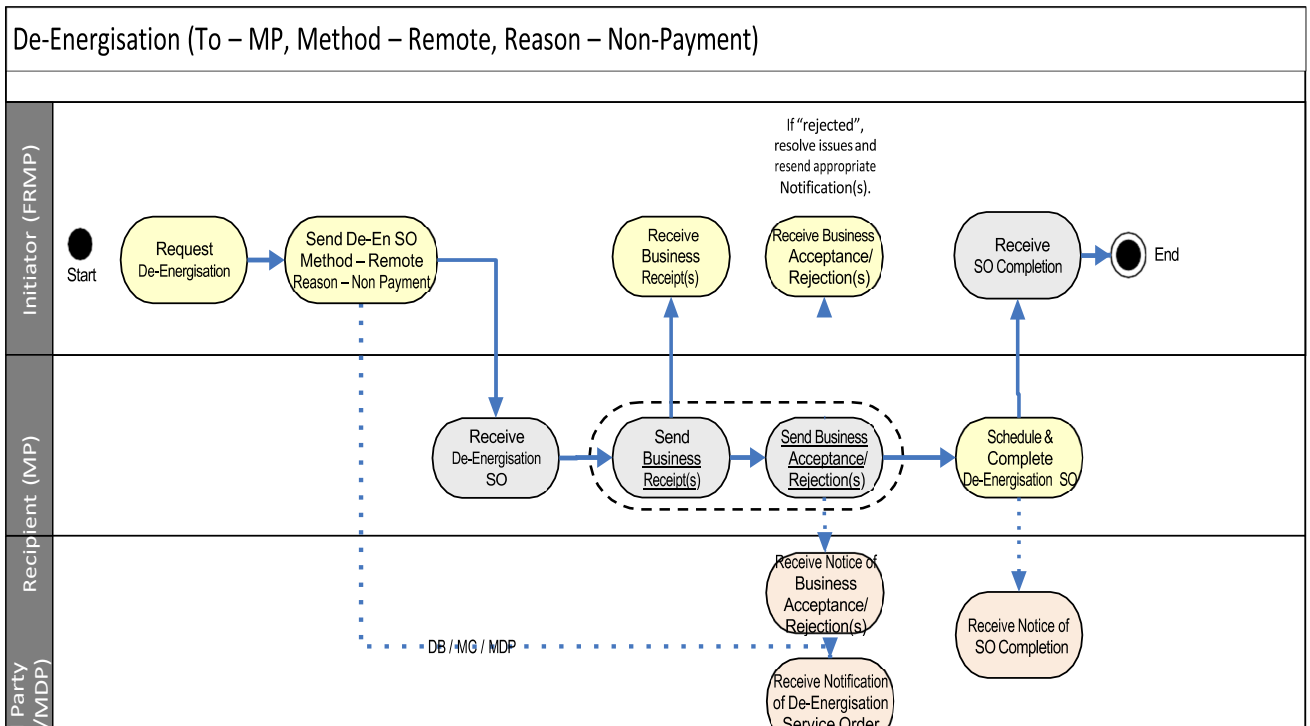 De-Energisation (To – MP, Method – Remote, Reason – Non-Payment)
Initiator (FRMP)
Start
Request
De-Energisation
Send De-En SO
Method – Remote
Reason – Non Payment
Receive
Business
Receipt(s)
If “rejected”,
resolve issues and
resend appropriate
Notification(s).
Receive Business
Acceptance/
Rejection(s)
Receive
SO Completion
End
Recipient (MP)
Receive
De-Energisation
SO
Send
Business
Receipt(s)
Send Business
Acceptance/
Rejection(s)
Schedule &
Complete
De-Energisation SO
Party
/MDP)
DB / MC / MDP
Receive Notice of
Business
Acceptance/
Rejection(s)
Receive Notification
of De-Energisation
Service Order
Receive Notice of
SO Completion